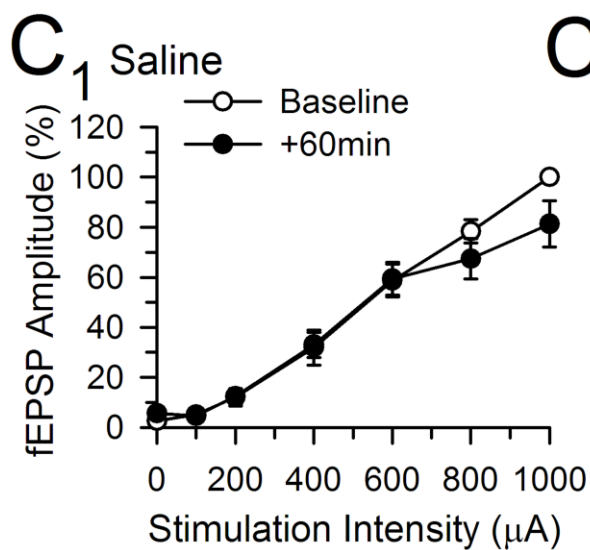 C1 Saline
C
Baseline
+60min
fEPSP Amplitude (%)
120
100
80
60
40
20
0
0 200 400 600 800 1000
Stimulation Intensity (μA)